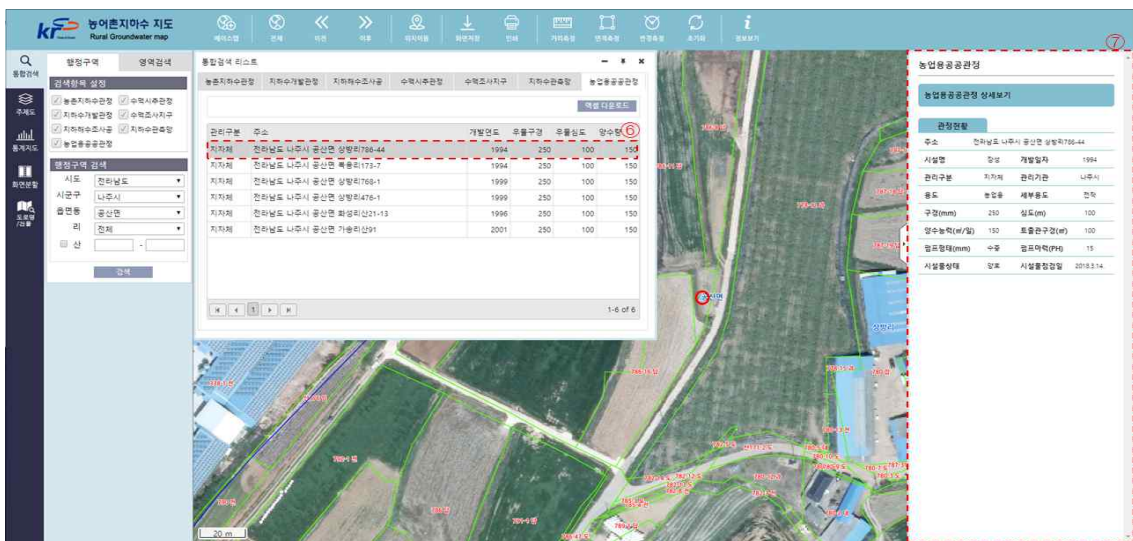 kr 농어촌지하수 지도
Rural Groundwater map
베이스맵 전체 이전 이후 화면저장 인쇄 거리측정 면적측정 반경측정 초기화 정보보기
⑦
통합검색
주제도
통계지도
화면분할
도로명
/건물
행정구역 영역검색
검색항목 설정
농촌지하수관정 수맥시추관정
지하수개발관정 수맥조사지구
지하해수조사공 지하수관측망
농업용공공관정
행정구역 검색
시도 전라남도
시군구 나주시
읍면동 공산면
리 전체
산 -
검색
통합검색 리스트
농촌지하수관정 지하수개발관정 지하해수조사공 수맥시추관정 수맥조사지구 지하수관측망 농업용공공관정
엑셀 다운로드
⑥
관리구분 주소 개발연도 우물구경 우물심도 양수량
지자체 전라남도 나주시 공산면 상방리786-44 1994 250 100 150
지자체 전라남도 나주시 공산면 복용리173-7 1994 250 100 150
지자체 전라남도 나주시 공산면 상방리768-1 1999 250 100 150
지자체 전라남도 나주시 공산면 상방리476-1 1999 250 100 150
지자체 전라남도 나주시 공산면 화성리산21-13 1996 250 100 150
지자체 전라남도 나주시 공산면 가송리산91 2001 250 100 150
1
1-6 of 6
공산면
상방리
20 m
농업용공공관정
농업용공공관정 상세보기
관정현황
주소 전라남도 나주시 공산면 상방리786-44
시설명 장성 개발일자 1994
관리구분 지자체 관리기관 나주시
용도 농업용 세부용도 전작
구경(mm) 250 심도(m) 100
양수능력(㎥/일) 150 토출관구경(㎥) 100
펌프형태(mm) 수중 펌프마력(PH) 15
시설물상태 양호 시설물점검일 2018.3.14